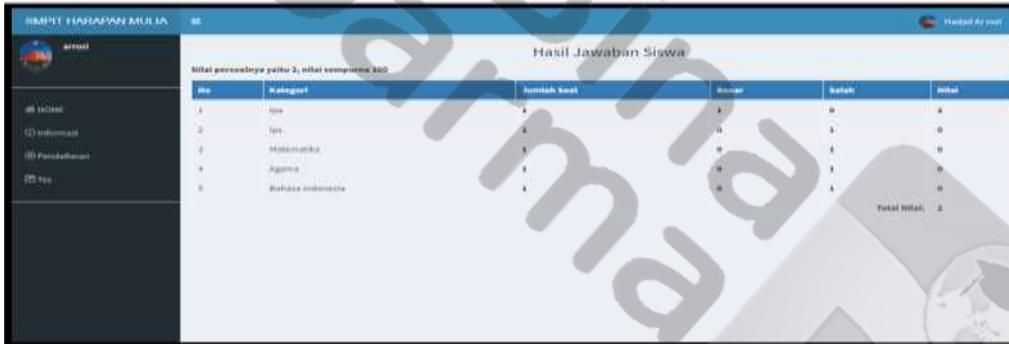 SMPIT HARAPAN MULIA
arrosi
HOME
Informasi
Pendaftaran
Tes
Hasil Jawaban Siswa
Nilai persoalnya yaitu 2, nilai sempurna 100
No Kategori Jumlah Soal Benar Salah Nilai
1 Ipa 1 1 0 2
2 Ips 1 0 1 0
3 Matematika 1 0 1 0
4 Agama 1 0 1 0
5 Bahasa Indonesia 1 0 1 0
Total Nilai: 2